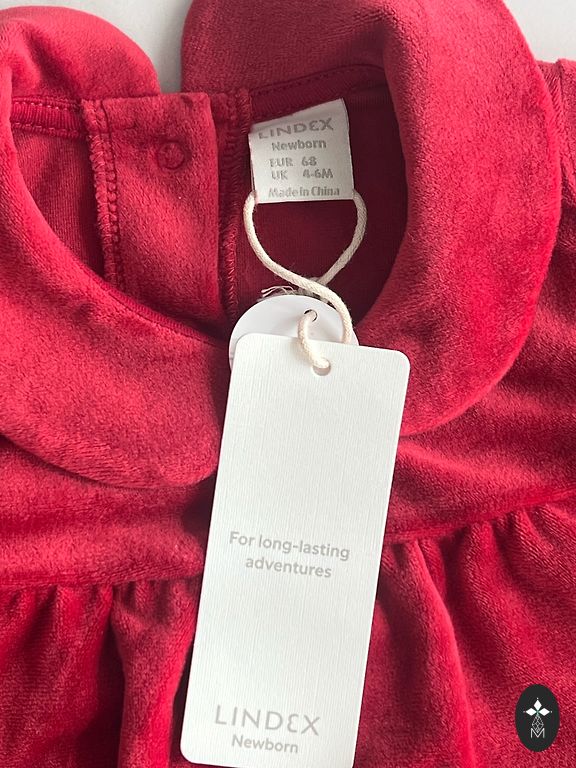 LINDEX
Newborn
EUR 68
UK 4-6M
Made in China
For long-lasting
adventures
LINDEX
Newborn